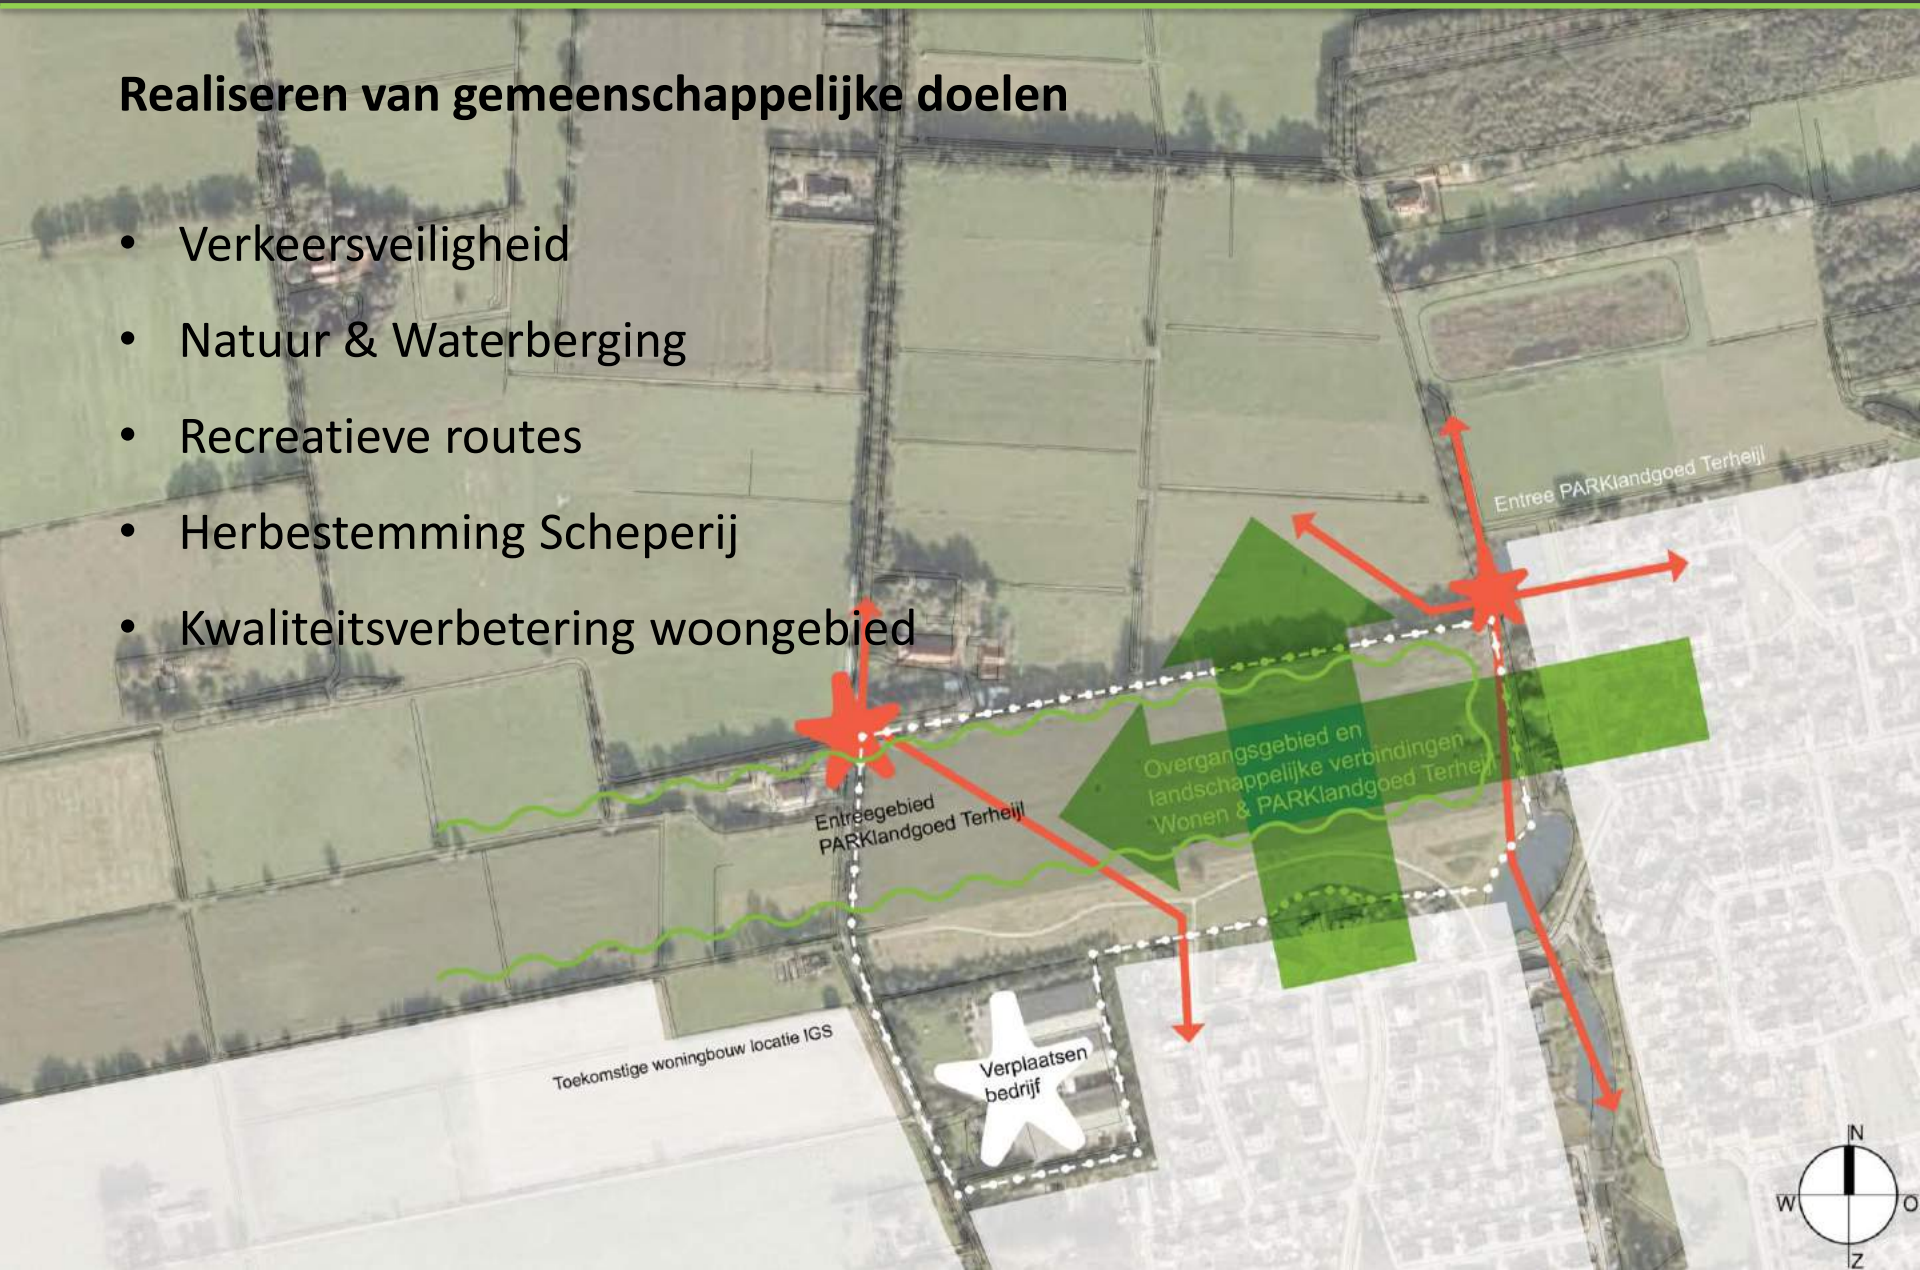 Realiseren van gemeenschappelijke doelen
• Verkeersveiligheid
• Natuur & Waterberging
• Recreatieve routes
• Herbestemming Scheperij
• Kwaliteitsverbetering woongebied
Entree PARKlandgoed Terheijl
Overgangsgebied en
landschappelijke verbindingen
Wonen & PARKlandgoed Terheijl
Entreegebied
PARKlandgoed Terheijl
Toekomstige woningbouw locatie IGS
Verplaatsen
bedrijf
N
W
O
Z